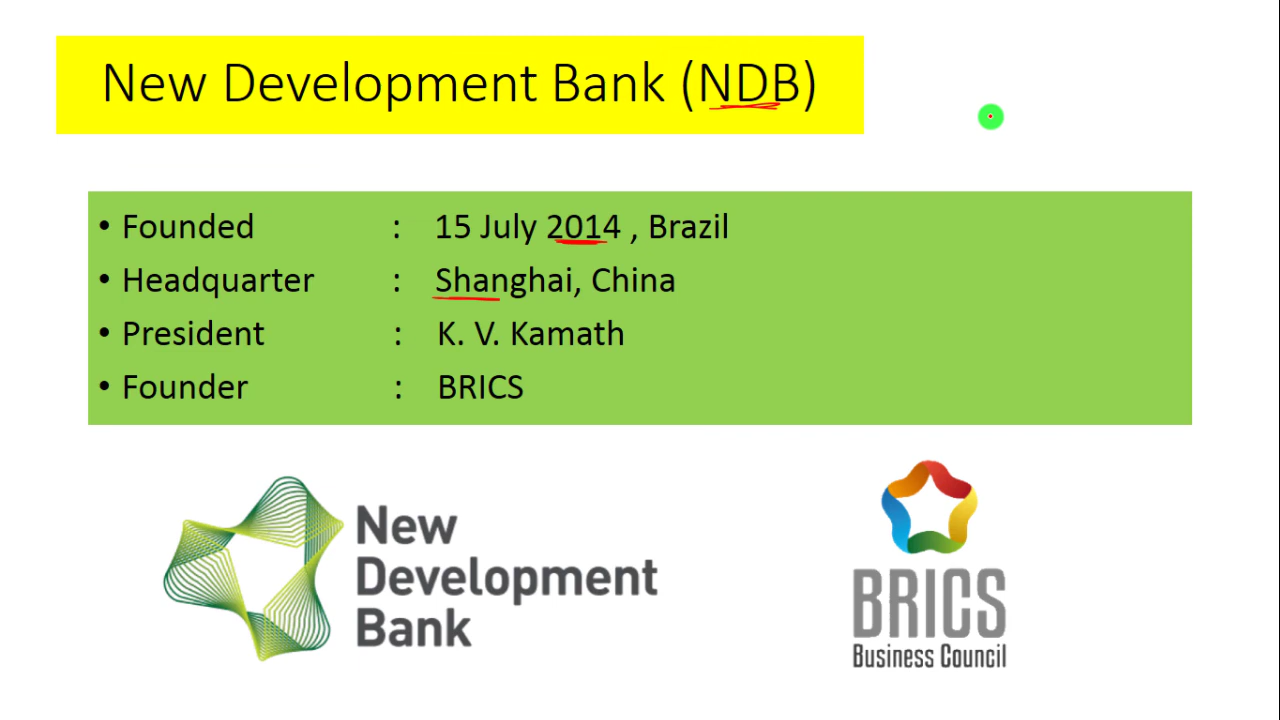 New Development Bank (NDB)
• Founded : 15 July 2014 , Brazil
• Headquarter : Shanghai, China
• President : K. V. Kamath
• Founder : BRICS
New
Development
Bank
BRICS
Business Council